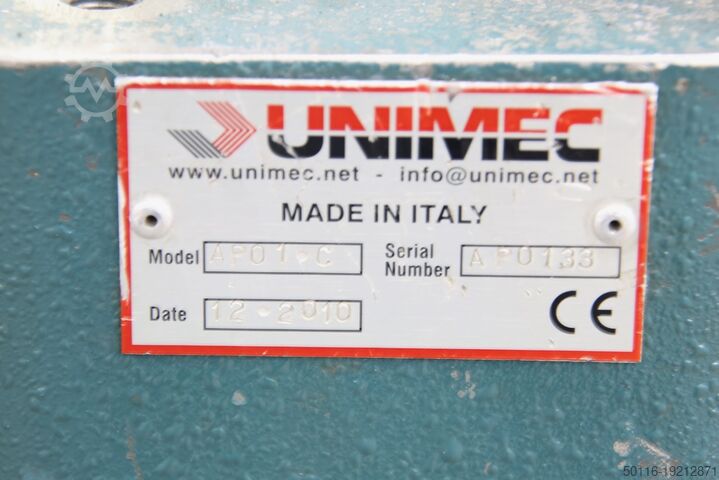 UNIMEC
www.unimec.net - info@unimec.net
MADE IN ITALY
Model AP01-C Serial Number AP0133
Date 12-2010 CE
50116-19212871